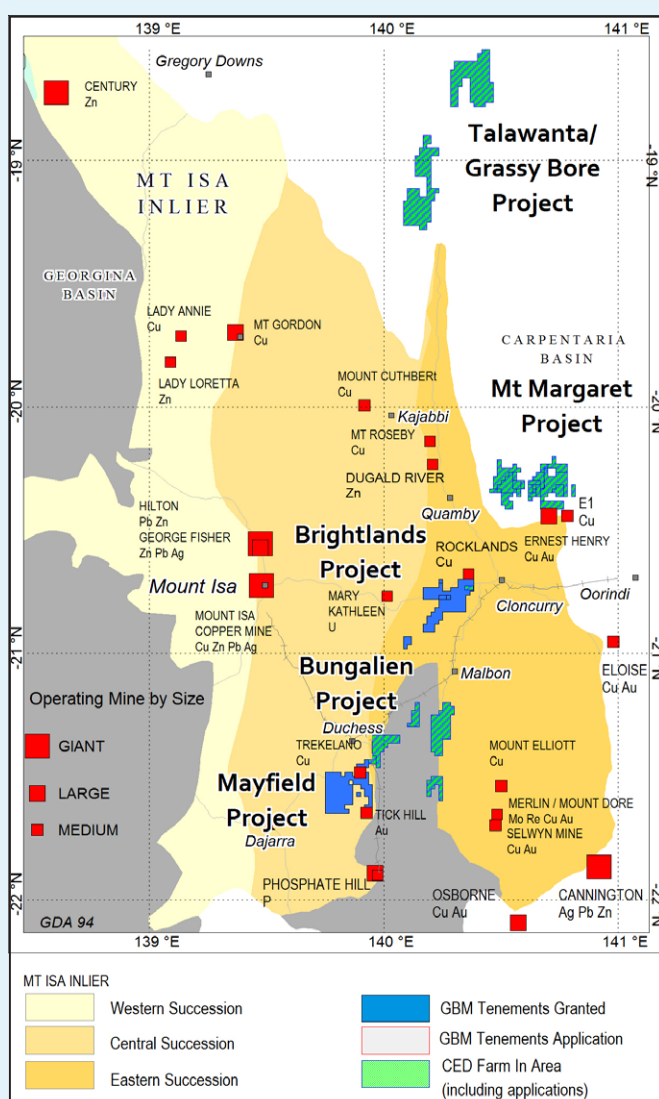 139 °E
140 °E
141 °E
Gregory Downs
CENTURY
Zn
-19 °N
-19 °N
Talawanta/
Grassy Bore
Project
MT ISA
INLIER
GEORGINA
BASIN
LADY ANNIE
Cu
MT GORDON
Cu
LADY LORETTA
Zn
CARPENTARIA
BASIN
MOUNT CUTHBERt
Cu
Mt Margaret
Project
-20 °N
-20 °N
Kajabbi
MT ROSEBY
Cu
DUGALD RIVER
Zn
Quamby
E1
Cu
HILTON
Pb Zn
GEORGE FISHER
Zn Pb Ag
Brightlands
Project
ROCKLANDS
Cu
ERNEST HENRY
Cu Au
Mount Isa
MARY
KATHLEEN
U
Cloncurry
Oorindi
MOUNT ISA
COPPER MINE
Cu Zn Pb Ag
-21 °N
-21 °N
Bungalien
Project
Malbon
ELOISE
Cu Au
Operating Mine by Size
GIANT
LARGE
MEDIUM
Duchess
TREKELANO
Cu
MOUNT ELLIOTT
Cu
Mayfield
Project
MERLIN / MOUNT DORE
Mo Re Cu Au
SELWYN MINE
Cu Au
TICK HILL
Au
Dajarra
PHOSPHATE HILL
P
OSBORNE
Cu Au
CANNINGTON
Ag Pb Zn
-22 °N
-22 °N
GDA 94
139 °E
140 °E
141 °E
MT ISA INLIER
Western Succession
Central Succession
Eastern Succession
GBM Tenements Granted
GBM Tenements Application
CED Farm In Area
(including applications)